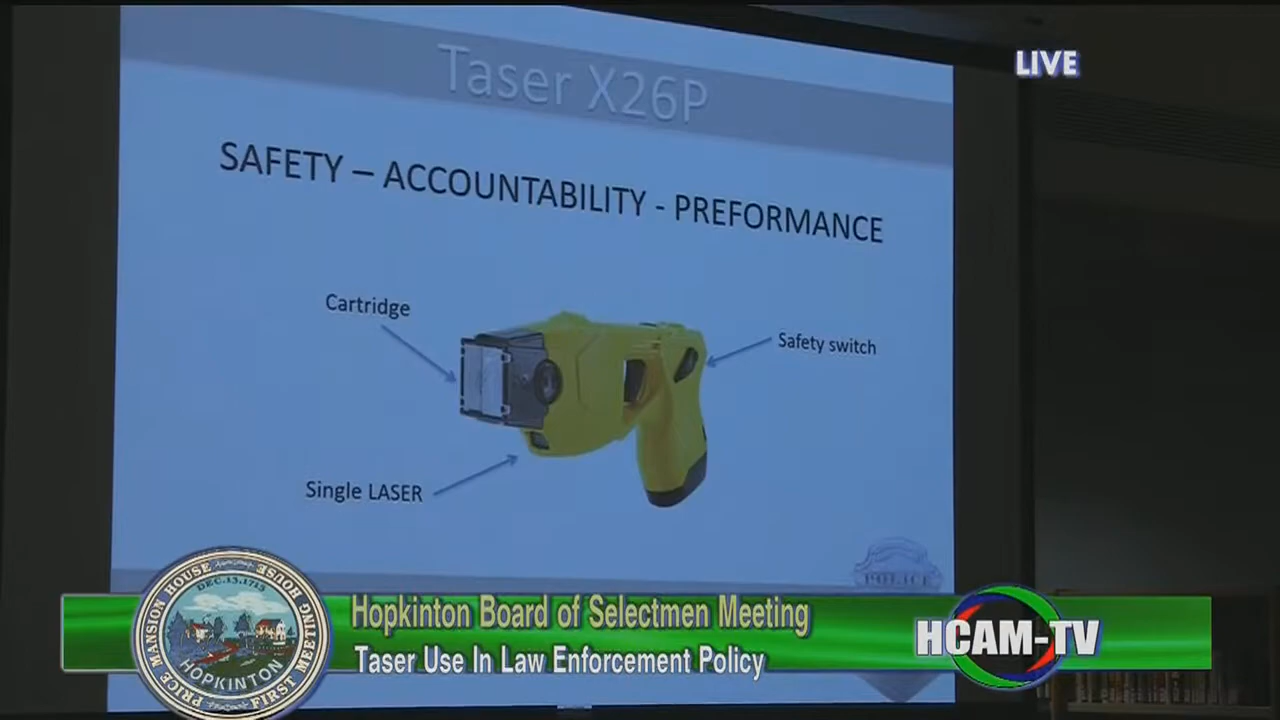 Taser X26P
LIVE
SAFETY – ACCOUNTABILITY - PREFORMANCE
Cartridge
Safety switch
Single LASER
POLICE
Hopkinton Board of Selectmen Meeting
Taser Use In Law Enforcement Policy
HCAM-TV
PRICE MANSION HOUSE
FIRST MEETING HOUSE
DEC.13.1715
HOPKINTON